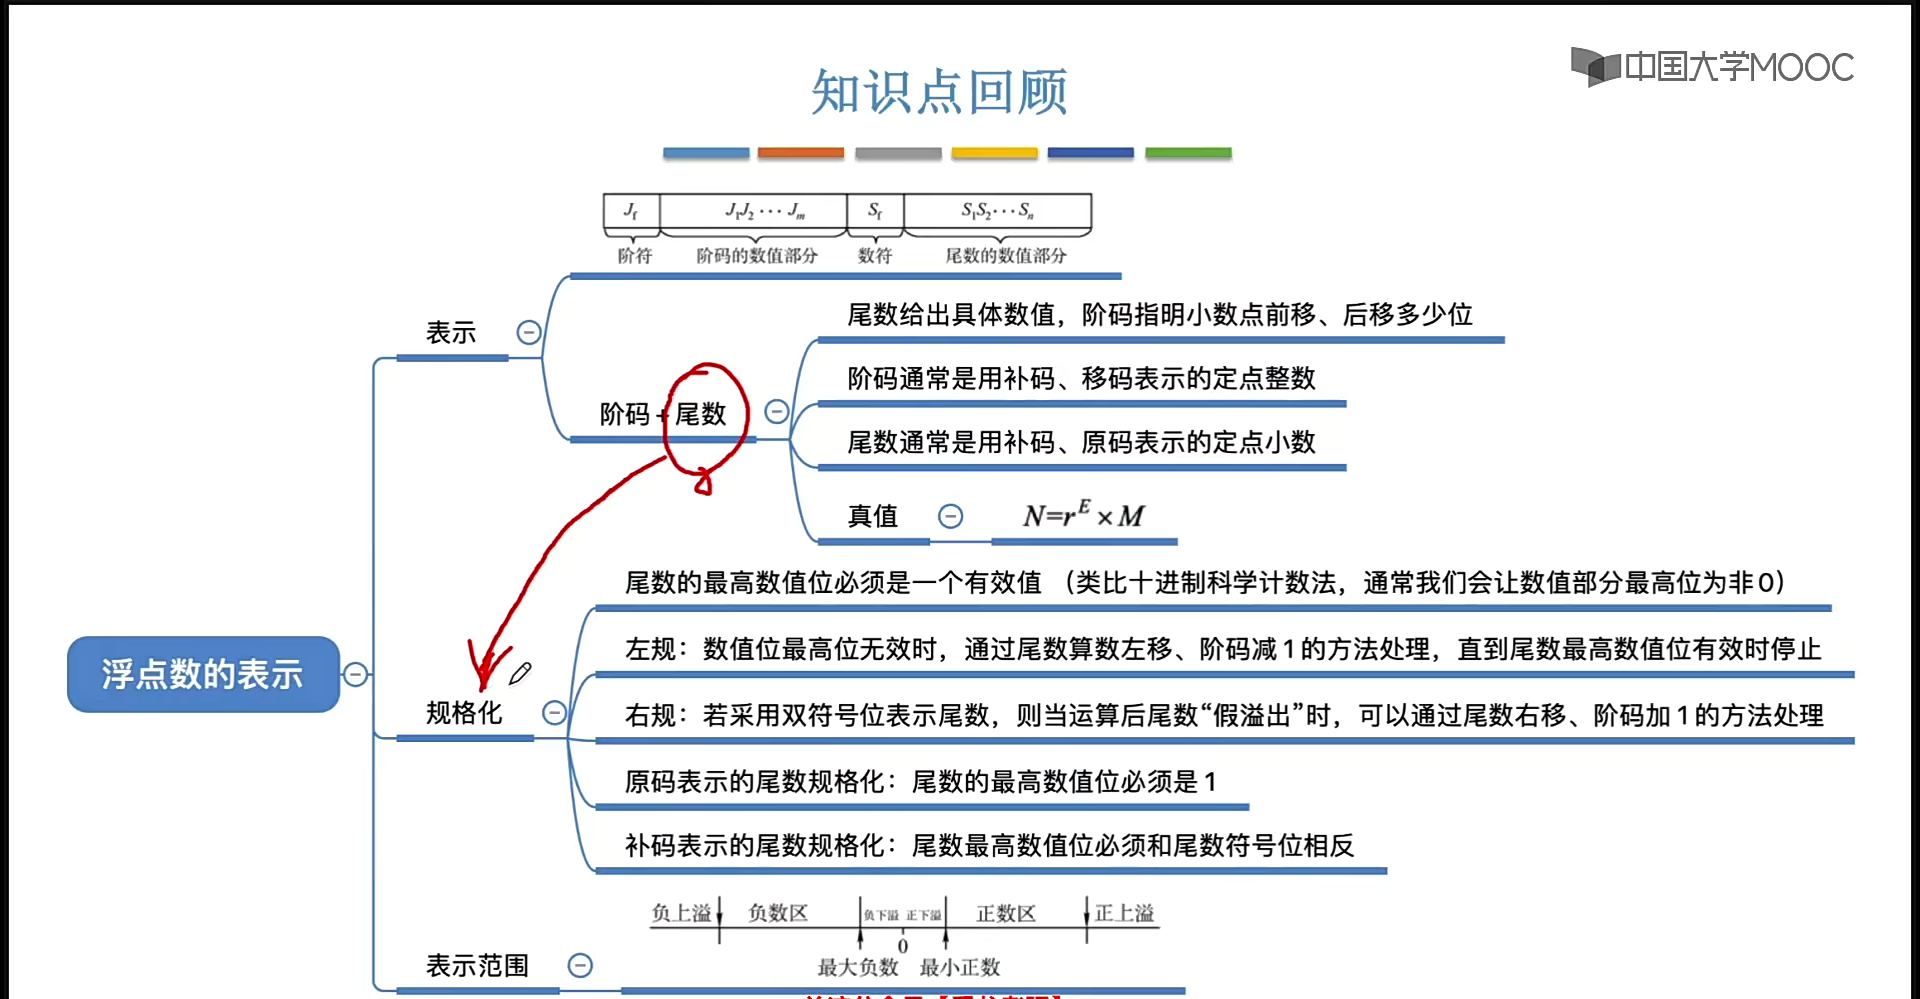 中国大学MOOC
知识点回顾
Jf J1J2 ··· Jm Sf S1S2···Sn
阶符 阶码的数值部分 数符 尾数的数值部分
表示
尾数给出具体数值，阶码指明小数点前移、后移多少位
阶码通常是用补码、移码表示的定点整数
阶码+尾数
尾数通常是用补码、原码表示的定点小数
真值 N=r^E×M
浮点数的表示
规格化
尾数的最高数值位必须是一个有效值 （类比十进制科学计数法，通常我们会让数值部分最高位为非0）
左规：数值位最高位无效时，通过尾数算数左移、阶码减1的方法处理，直到尾数最高数值位有效时停止
右规：若采用双符号位表示尾数，则当运算后尾数“假溢出”时，可以通过尾数右移、阶码加1的方法处理
原码表示的尾数规格化：尾数的最高数值位必须是1
补码表示的尾数规格化：尾数最高数值位必须和尾数符号位相反
负上溢 负数区 负下溢 正下溢 正数区 正上溢
0
表示范围
最大负数 最小正数